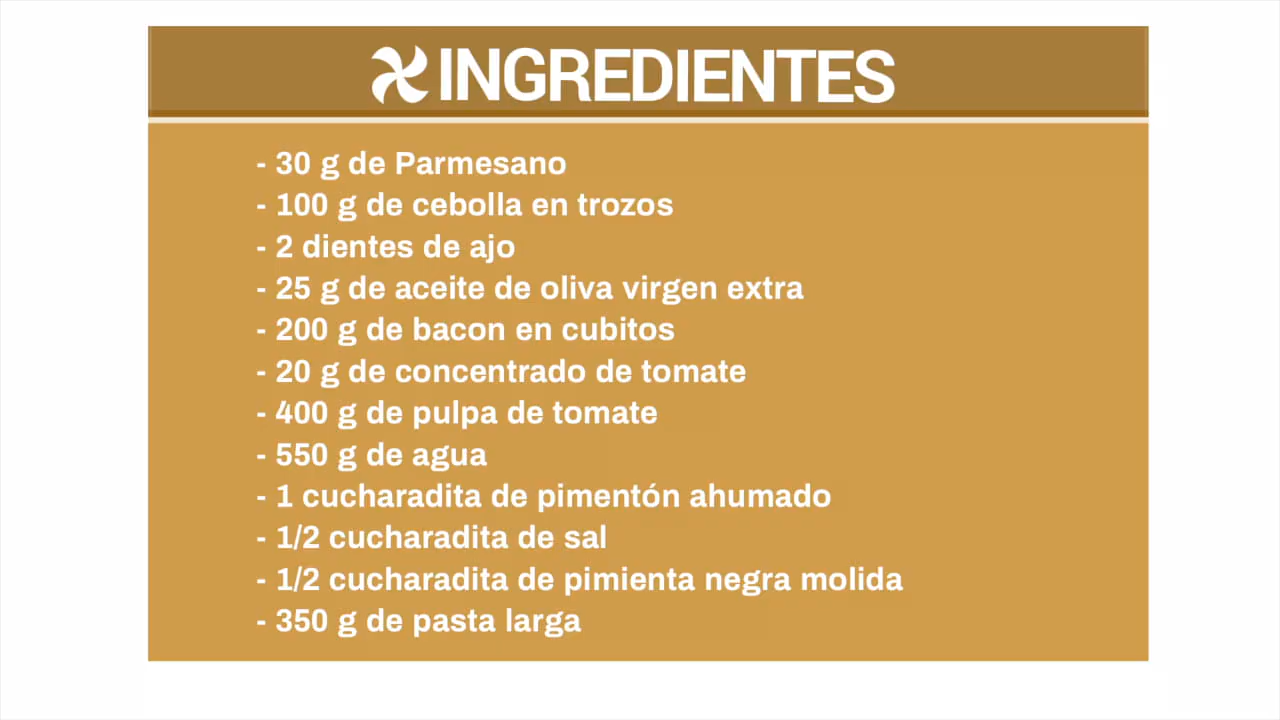 INGREDIENTES
- 30 g de Parmesano
- 100 g de cebolla en trozos
- 2 dientes de ajo
- 25 g de aceite de oliva virgen extra
- 200 g de bacon en cubitos
- 20 g de concentrado de tomate
- 400 g de pulpa de tomate
- 550 g de agua
- 1 cucharadita de pimentón ahumado
- 1/2 cucharadita de sal
- 1/2 cucharadita de pimienta negra molida
- 350 g de pasta larga